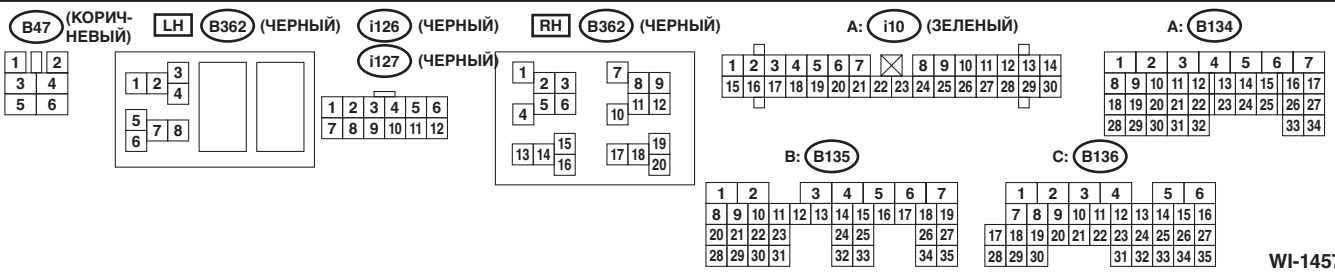 B47 (КОРИЧ-
НЕВЫЙ)
1 2
3 4
5 6
LH B362 (ЧЕРНЫЙ)
1 2 3
4
5
6 7 8
i126 (ЧЕРНЫЙ)
i127 (ЧЕРНЫЙ)
1 2 3 4 5 6
7 8 9 10 11 12
RH B362 (ЧЕРНЫЙ)
1
2 3
4 5 6
7
8 9
10 11 12
13 14 15
16
17 18 19
20
A: i10 (ЗЕЛЕНЫЙ)
1 2 3 4 5 6 7 8 9 10 11 12 13 14
15 16 17 18 19 20 21 22 23 24 25 26 27 28 29 30
A: B134
1 2 3 4 5 6 7
8 9 10 11 12 13 14 15 16 17
18 19 20 21 22 23 24 25 26 27
28 29 30 31 32 33 34
B: B135
1 2 3 4 5 6 7
8 9 10 11 12 13 14 15 16 17 18 19
20 21 22 23 24 25 26 27
28 29 30 31 32 33 34 35
C: B136
1 2 3 4 5 6
7 8 9 10 11 12 13 14 15 16
17 18 19 20 21 22 23 24 25 26 27
28 29 30 31 32 33 34 35